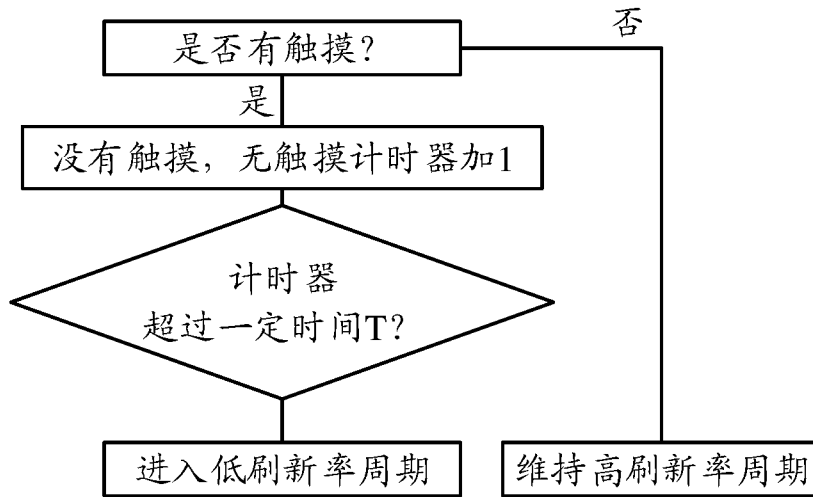 否
是否有触摸?
是
没有触摸，无触摸计时器加1
计时器
超过一定时间T?
进入低刷新率周期
维持高刷新率周期